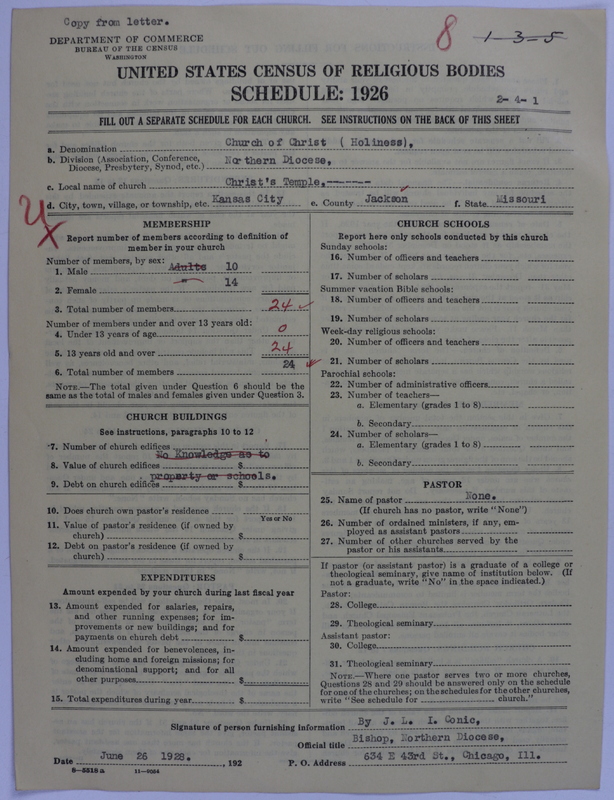 Copy from letter.
8 1-3-5
DEPARTMENT OF COMMERCE
BUREAU OF THE CENSUS
WASHINGTON
UNITED STATES CENSUS OF RELIGIOUS BODIES
SCHEDULE: 1926
2-4-1
FILL OUT A SEPARATE SCHEDULE FOR EACH CHURCH. SEE INSTRUCTIONS ON THE BACK OF THIS SHEET
a. Denomination Church of Christ ( Holiness),
b. Division (Association, Conference, Diocese, Presbytery, Synod, etc.) Northern Diocese,
c. Local name of church Christ's Temple,------
d. City, town, village, or township, etc. Kansas City e. County Jackson f. State Missouri
MEMBERSHIP
Report number of members according to definition of
member in your church
Number of members, by sex:
1. Male Adults 10
2. Female " 14
3. Total number of members 24
Number of members under and over 13 years old:
4. Under 13 years of age 0
5. 13 years old and over 24
6. Total number of members 24
NOTE.—The total given under Question 6 should be the
same as the total of males and females given under Question 3.
CHURCH BUILDINGS
See instructions, paragraphs 10 to 12
7. Number of church edifices
No Knowledge as to
8. Value of church edifices $
property or schools.
9. Debt on church edifices $
10. Does church own pastor's residence
Yes or No
11. Value of pastor's residence (if owned by
church) $
12. Debt on pastor's residence (if owned by
church) $
EXPENDITURES
Amount expended by your church during last fiscal year
13. Amount expended for salaries, repairs,
and other running expenses; for im-
provements or new buildings; and for
payments on church debt $
14. Amount expended for benevolences, in-
cluding home and foreign missions; for
denominational support; and for all
other purposes $
15. Total expenditures during year $
CHURCH SCHOOLS
Report here only schools conducted by this church
Sunday schools:
16. Number of officers and teachers
17. Number of scholars
Summer vacation Bible schools:
18. Number of officers and teachers
19. Number of scholars
Week-day religious schools:
20. Number of officers and teachers
21. Number of scholars
Parochial schools:
22. Number of administrative officers
23. Number of teachers—
a. Elementary (grades 1 to 8)
b. Secondary
24. Number of scholars—
a. Elementary (grades 1 to 8)
b. Secondary
PASTOR
25. Name of pastor None.
(If church has no pastor, write "None")
26. Number of ordained ministers, if any, em-
ployed as assistant pastors
27. Number of other churches served by the
pastor or his assistants
If pastor (or assistant pastor) is a graduate of a college or
theological seminary, give name of institution below. (If
not a graduate, write "No" in the space indicated.)
Pastor:
28. College
29. Theological seminary
Assistant pastor:
30. College
31. Theological seminary
NOTE.—Where one pastor serves two or more churches,
Questions 28 and 29 should be answered only on the schedule
for one of the churches; on the schedules for the other churches,
write "See schedule for church."
Signature of person furnishing information By J. L. I. Conic,
Official title Bishop, Northern Diocese,
Date June 26 1928. , 192 P. O. Address 634 E 43rd St., Chicago, Ill.
8—5518 a 11—9024